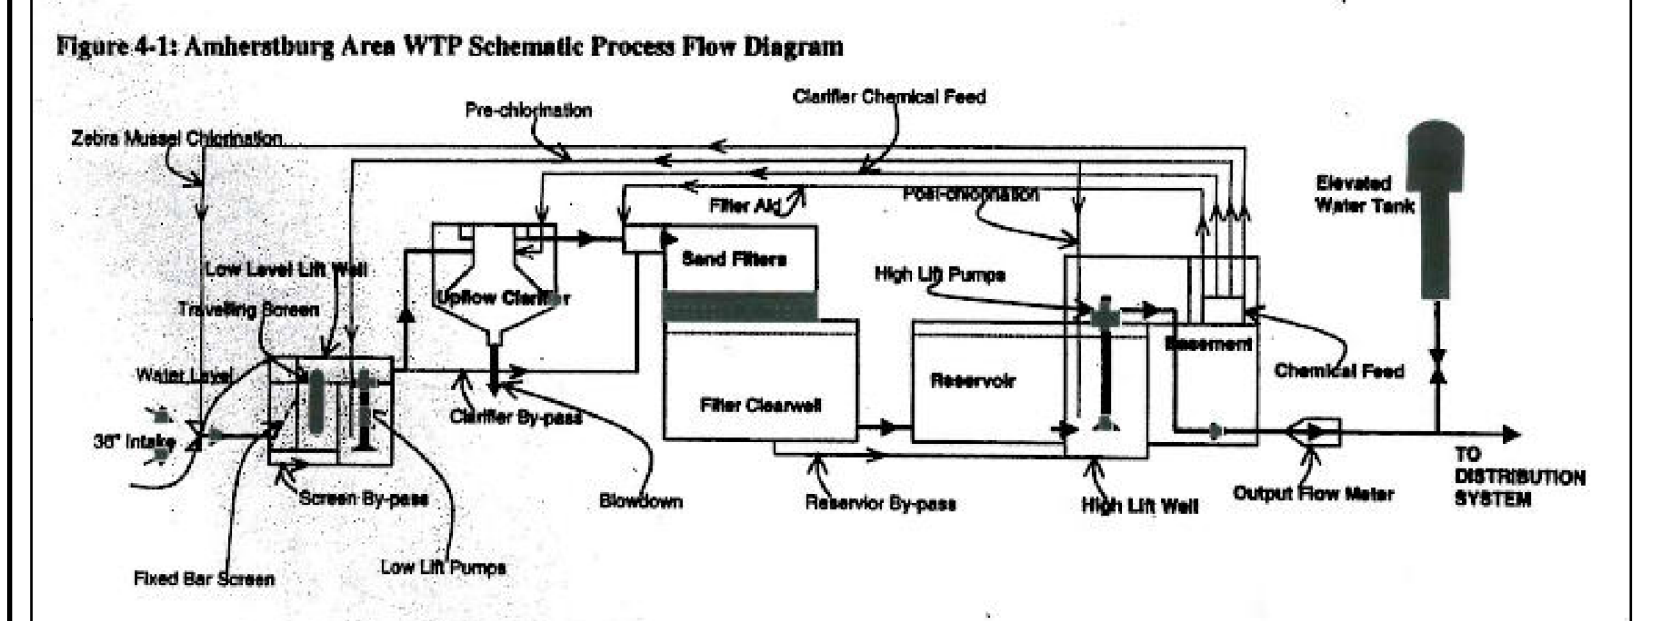 Figure 4-1: Amherstburg Area WTP Schematic Process Flow Diagram
Clarifier Chemical Feed
Pre-chlorination
Zebra Mussel Chlorination
Elevated
Water Tank
Post-chlorination
Filter Aid
Sand Filters
Low Level Lift Well
High Lift Pumps
Upflow Clarifier
Travelling Screen
Basement
Water Level
Chemical Feed
Reservoir
Filter Clearwell
Clarifier By-pass
36" Intake
TO
DISTRIBUTION
SYSTEM
Screen By-pass
Blowdown
Reservior By-pass
High Lift Well
Output Flow Meter
Low Lift Pumps
Fixed Bar Screen